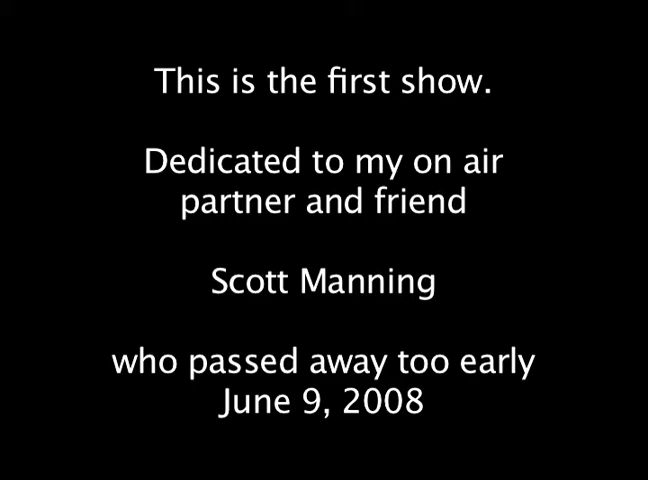 This is the first show.
Dedicated to my on air
partner and friend
Scott Manning
who passed away too early
June 9, 2008